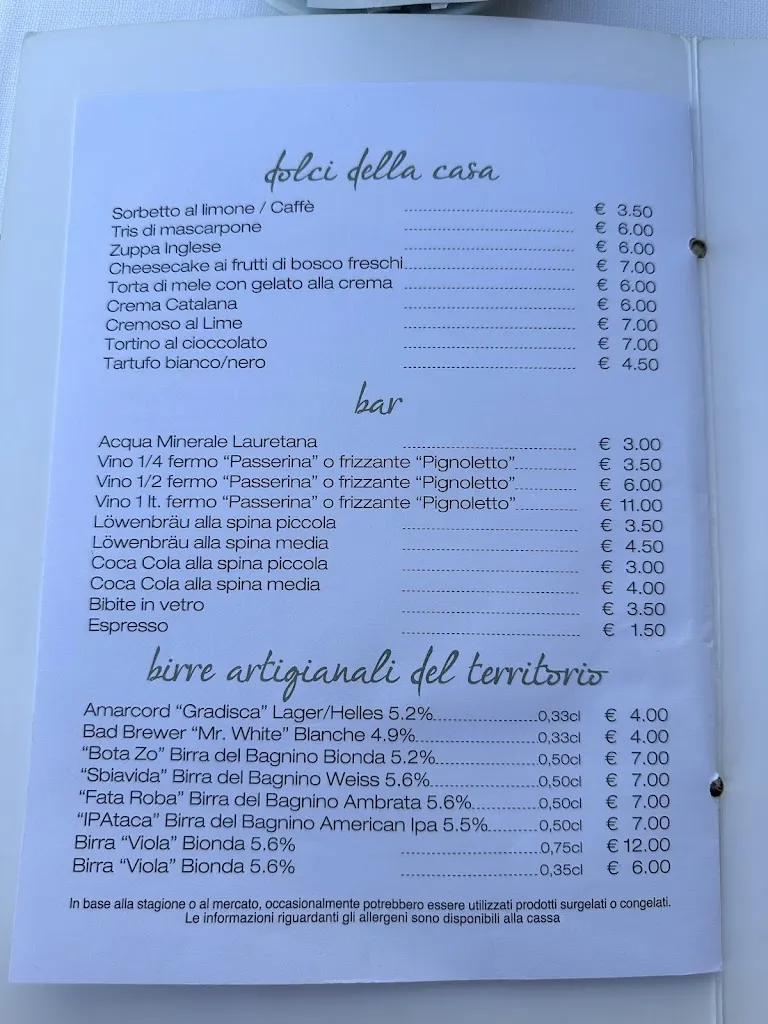 dolci della casa
Sorbetto al limone / Caffè € 3.50
Tris di mascarpone € 6.00
Zuppa Inglese € 6.00
Cheesecake ai frutti di bosco freschi € 7.00
Torta di mele con gelato alla crema € 6.00
Crema Catalana € 6.00
Cremoso al Lime € 7.00
Tortino al cioccolato € 7.00
Tartufo bianco/nero € 4.50
bar
Acqua Minerale Lauretana € 3.00
Vino 1/4 fermo “Passerina” o frizzante “Pignoletto” € 3.50
Vino 1/2 fermo “Passerina” o frizzante “Pignoletto” € 6.00
Vino 1 lt. fermo “Passerina” o frizzante “Pignoletto” € 11.00
Löwenbräu alla spina piccola € 3.50
Löwenbräu alla spina media € 4.50
Coca Cola alla spina piccola € 3.00
Coca Cola alla spina media € 4.00
Bibite in vetro € 3.50
Espresso € 1.50
birre artigianali del territorio
Amarcord “Gradisca” Lager/Helles 5.2% 0,33cl € 4.00
Bad Brewer “Mr. White” Blanche 4.9% 0,33cl € 4.00
“Bota Zo” Birra del Bagnino Bionda 5.2% 0,50cl € 7.00
“Sbiavida” Birra del Bagnino Weiss 5.6% 0,50cl € 7.00
“Fata Roba” Birra del Bagnino Ambrata 5.6% 0,50cl € 7.00
“IPAtaca” Birra del Bagnino American Ipa 5.5% 0,50cl € 7.00
Birra “Viola” Bionda 5.6% 0,75cl € 12.00
Birra “Viola” Bionda 5.6% 0,35cl € 6.00
In base alla stagione o al mercato, occasionalmente potrebbero essere utilizzati prodotti surgelati o congelati.
Le informazioni riguardanti gli allergeni sono disponibili alla cassa